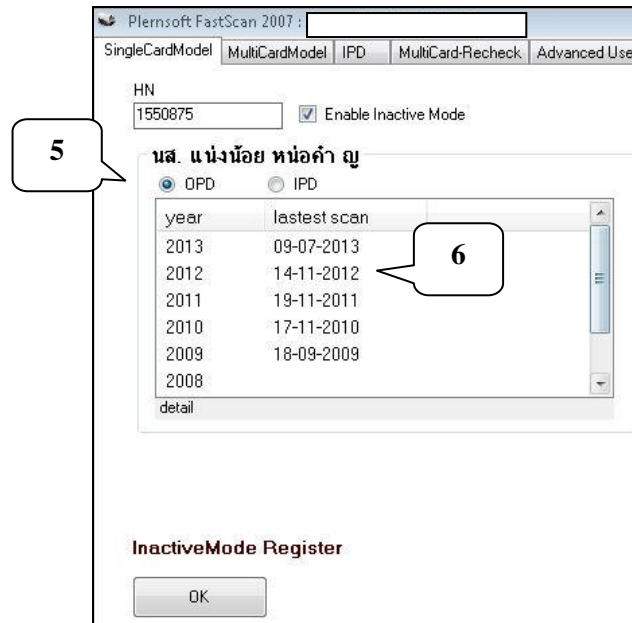 Plernsoft FastScan 2007 :
SingleCardModel MultiCardModel IPD MultiCard-Recheck Advanced Use
HN
1550875 Enable Inactive Mode
5
นส. แน่งน้อย หน่อคำ ญ
OPD IPD
year lastest scan
2013 09-07-2013
6
2012 14-11-2012
2011 19-11-2011
2010 17-11-2010
2009 18-09-2009
2008
detail
InactiveMode Register
OK